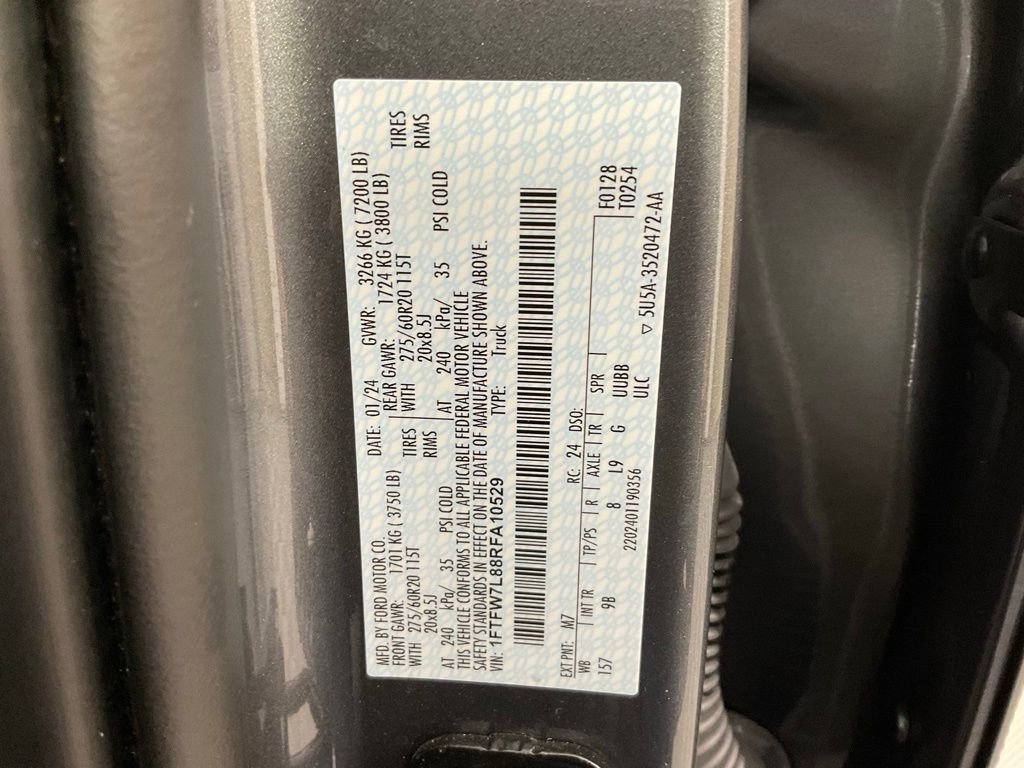 MFD. BY FORD MOTOR CO. DATE: 01/24 GVWR: 3266 KG ( 7200 LB)
FRONT GAWR: 1701 KG ( 3750 LB) REAR GAWR: 1724 KG ( 3800 LB)
WITH 275/60R20 115T TIRES WITH 275/60R20 115T TIRES
20x8.5J RIMS 20x8.5J RIMS
AT 240 kPa/ 35 PSI COLD AT 240 kPa/ 35 PSI COLD
THIS VEHICLE CONFORMS TO ALL APPLICABLE FEDERAL MOTOR VEHICLE
SAFETY STANDARDS IN EFFECT ON THE DATE OF MANUFACTURE SHOWN ABOVE.
VIN: 1FTFW7L88RFA10529 TYPE: Truck
EXT PNT: M7 RC: 24 DSO: F0128
WB INT TR TP/PS R AXLE TR SPR T0254
157 9B 8 L9 G UUBB
2202401190356 ULC ▽ 5U5A-3520472-AA